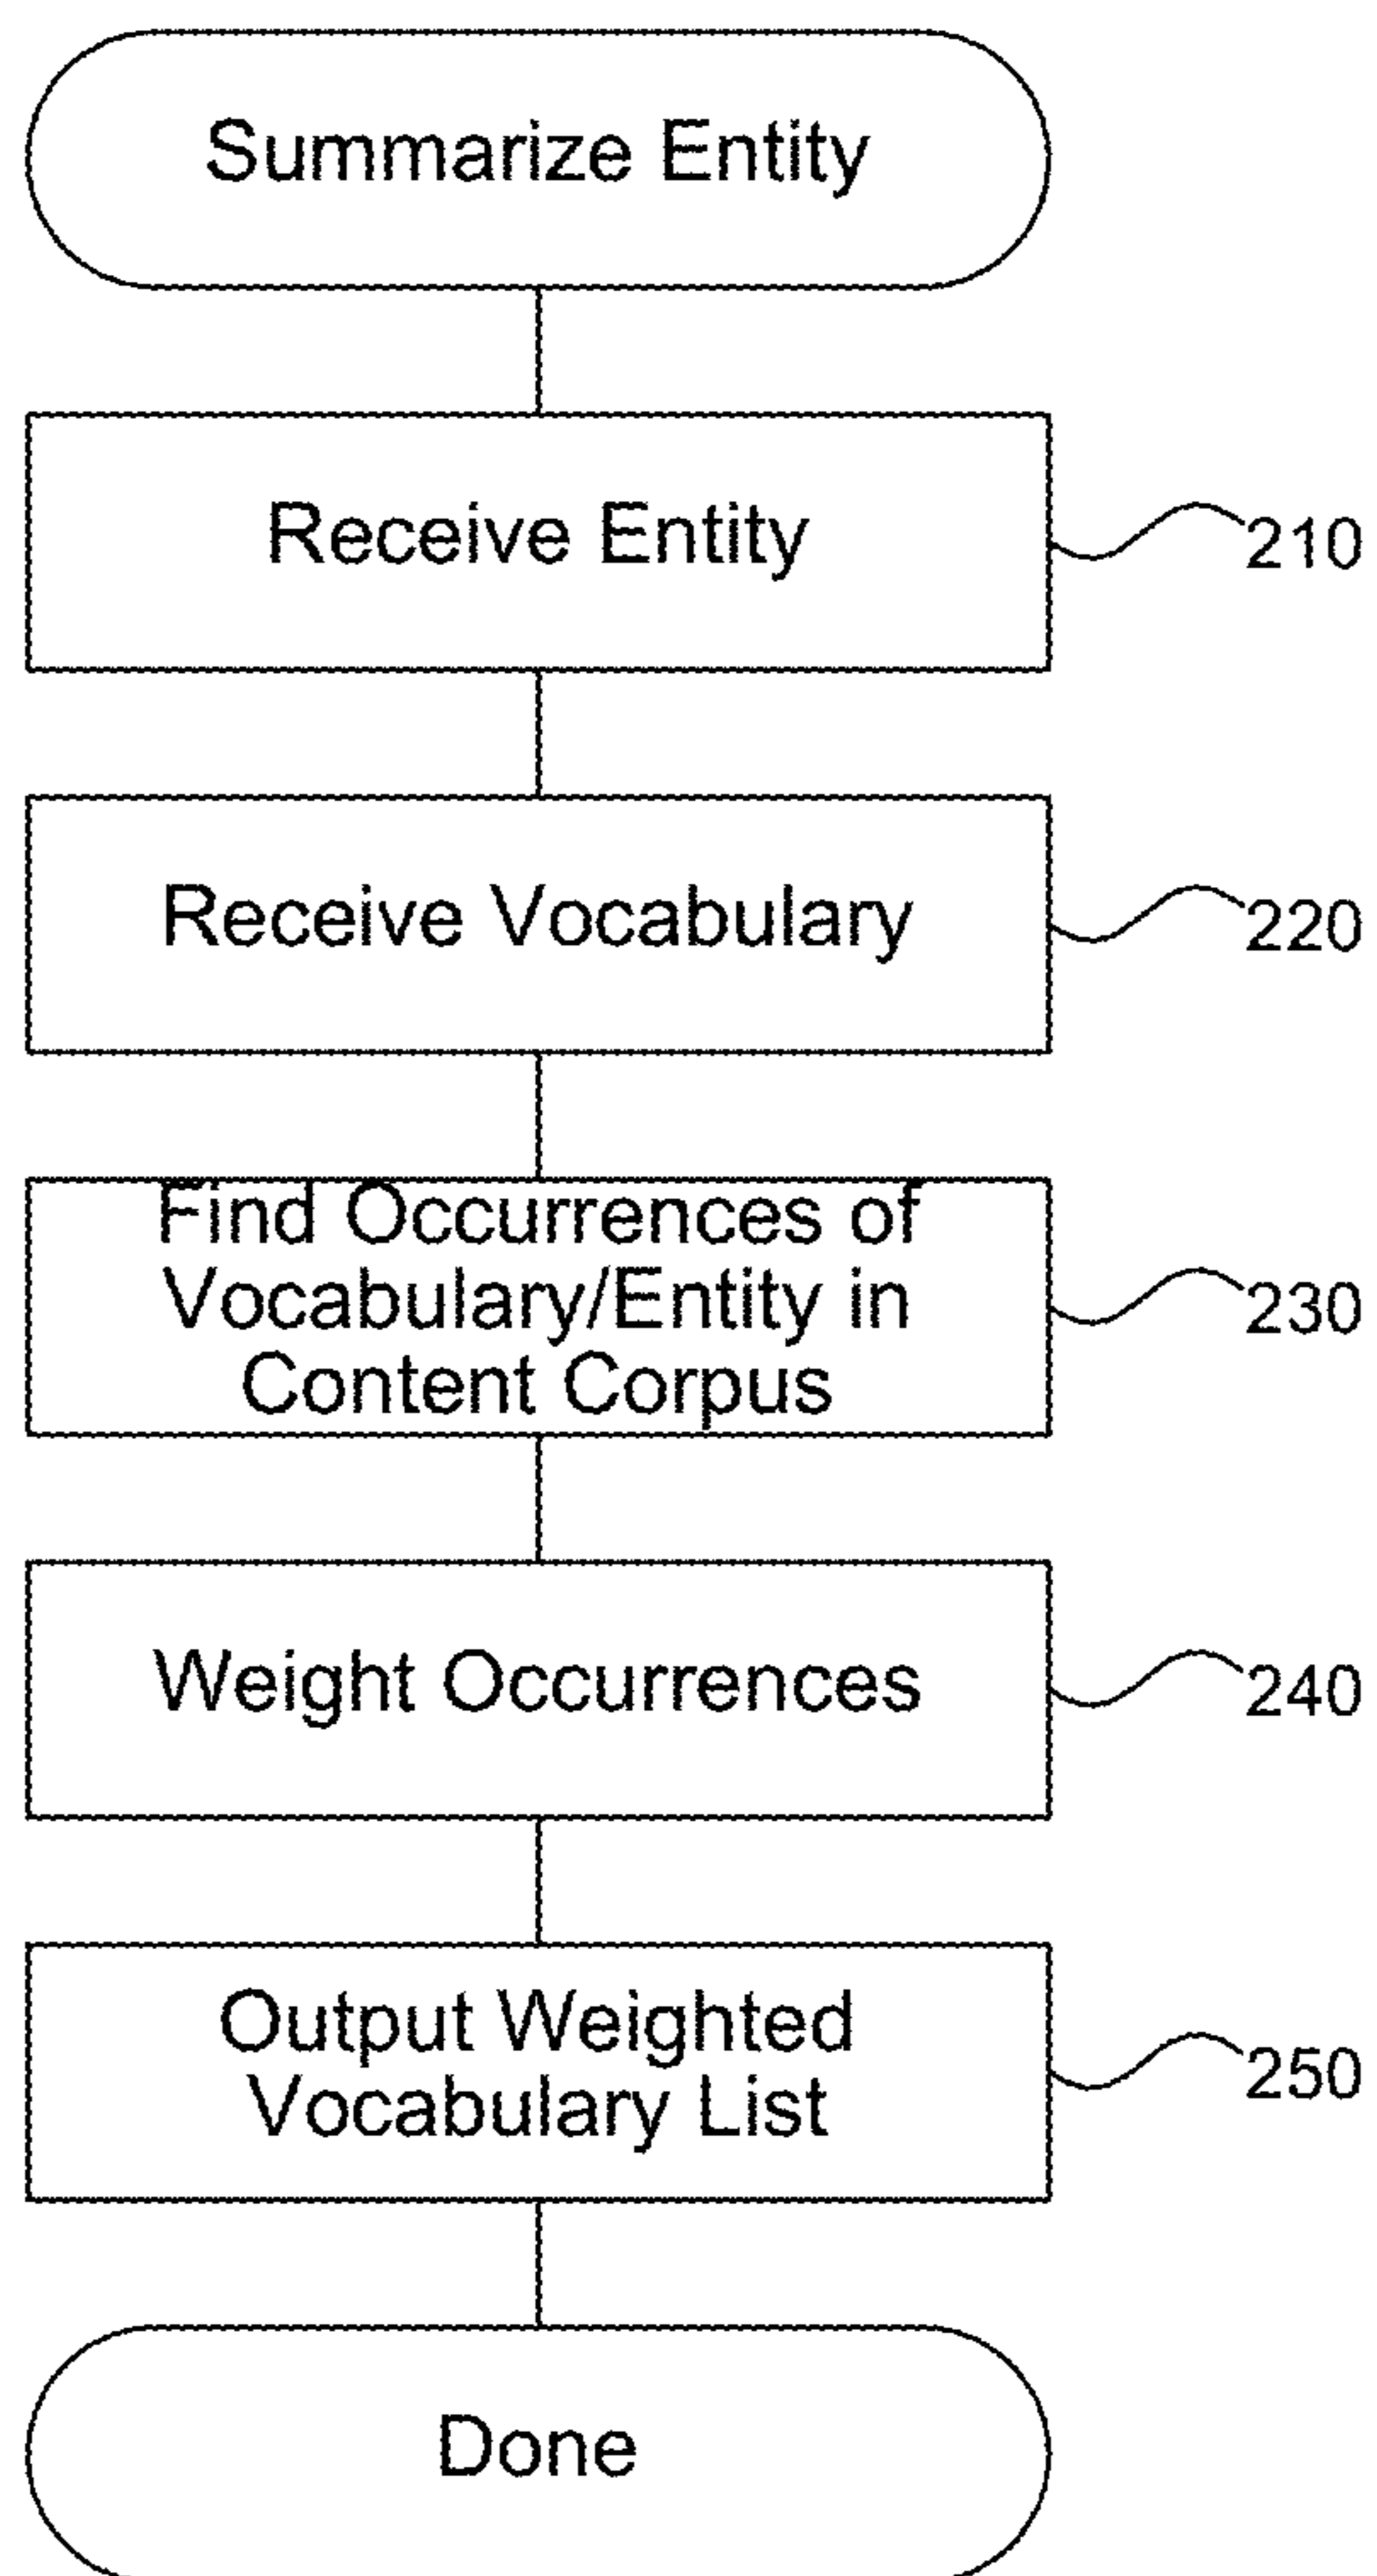 Summarize Entity
Receive Entity
210
Receive Vocabulary
220
Find Occurrences of
Vocabulary/Entity in
Content Corpus
230
Weight Occurrences
240
Output Weighted
Vocabulary List
250
Done